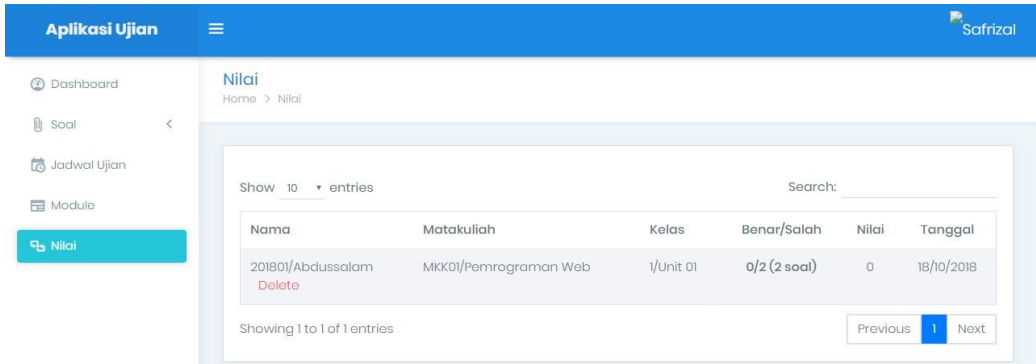 Aplikasi Ujian
Safrizal
Dashboard
Soal
Jadwal Ujian
Module
Nilai
Nilai
Home > Nilai
Show 10 entries
Search:
Nama Matakuliah Kelas Benar/Salah Nilai Tanggal
201801/Abdussalam MKK01/Pemrograman Web 1/Unit 01 0/2 (2 soal) 0 18/10/2018
Delete
Showing 1 to 1 of 1 entries
Previous 1 Next